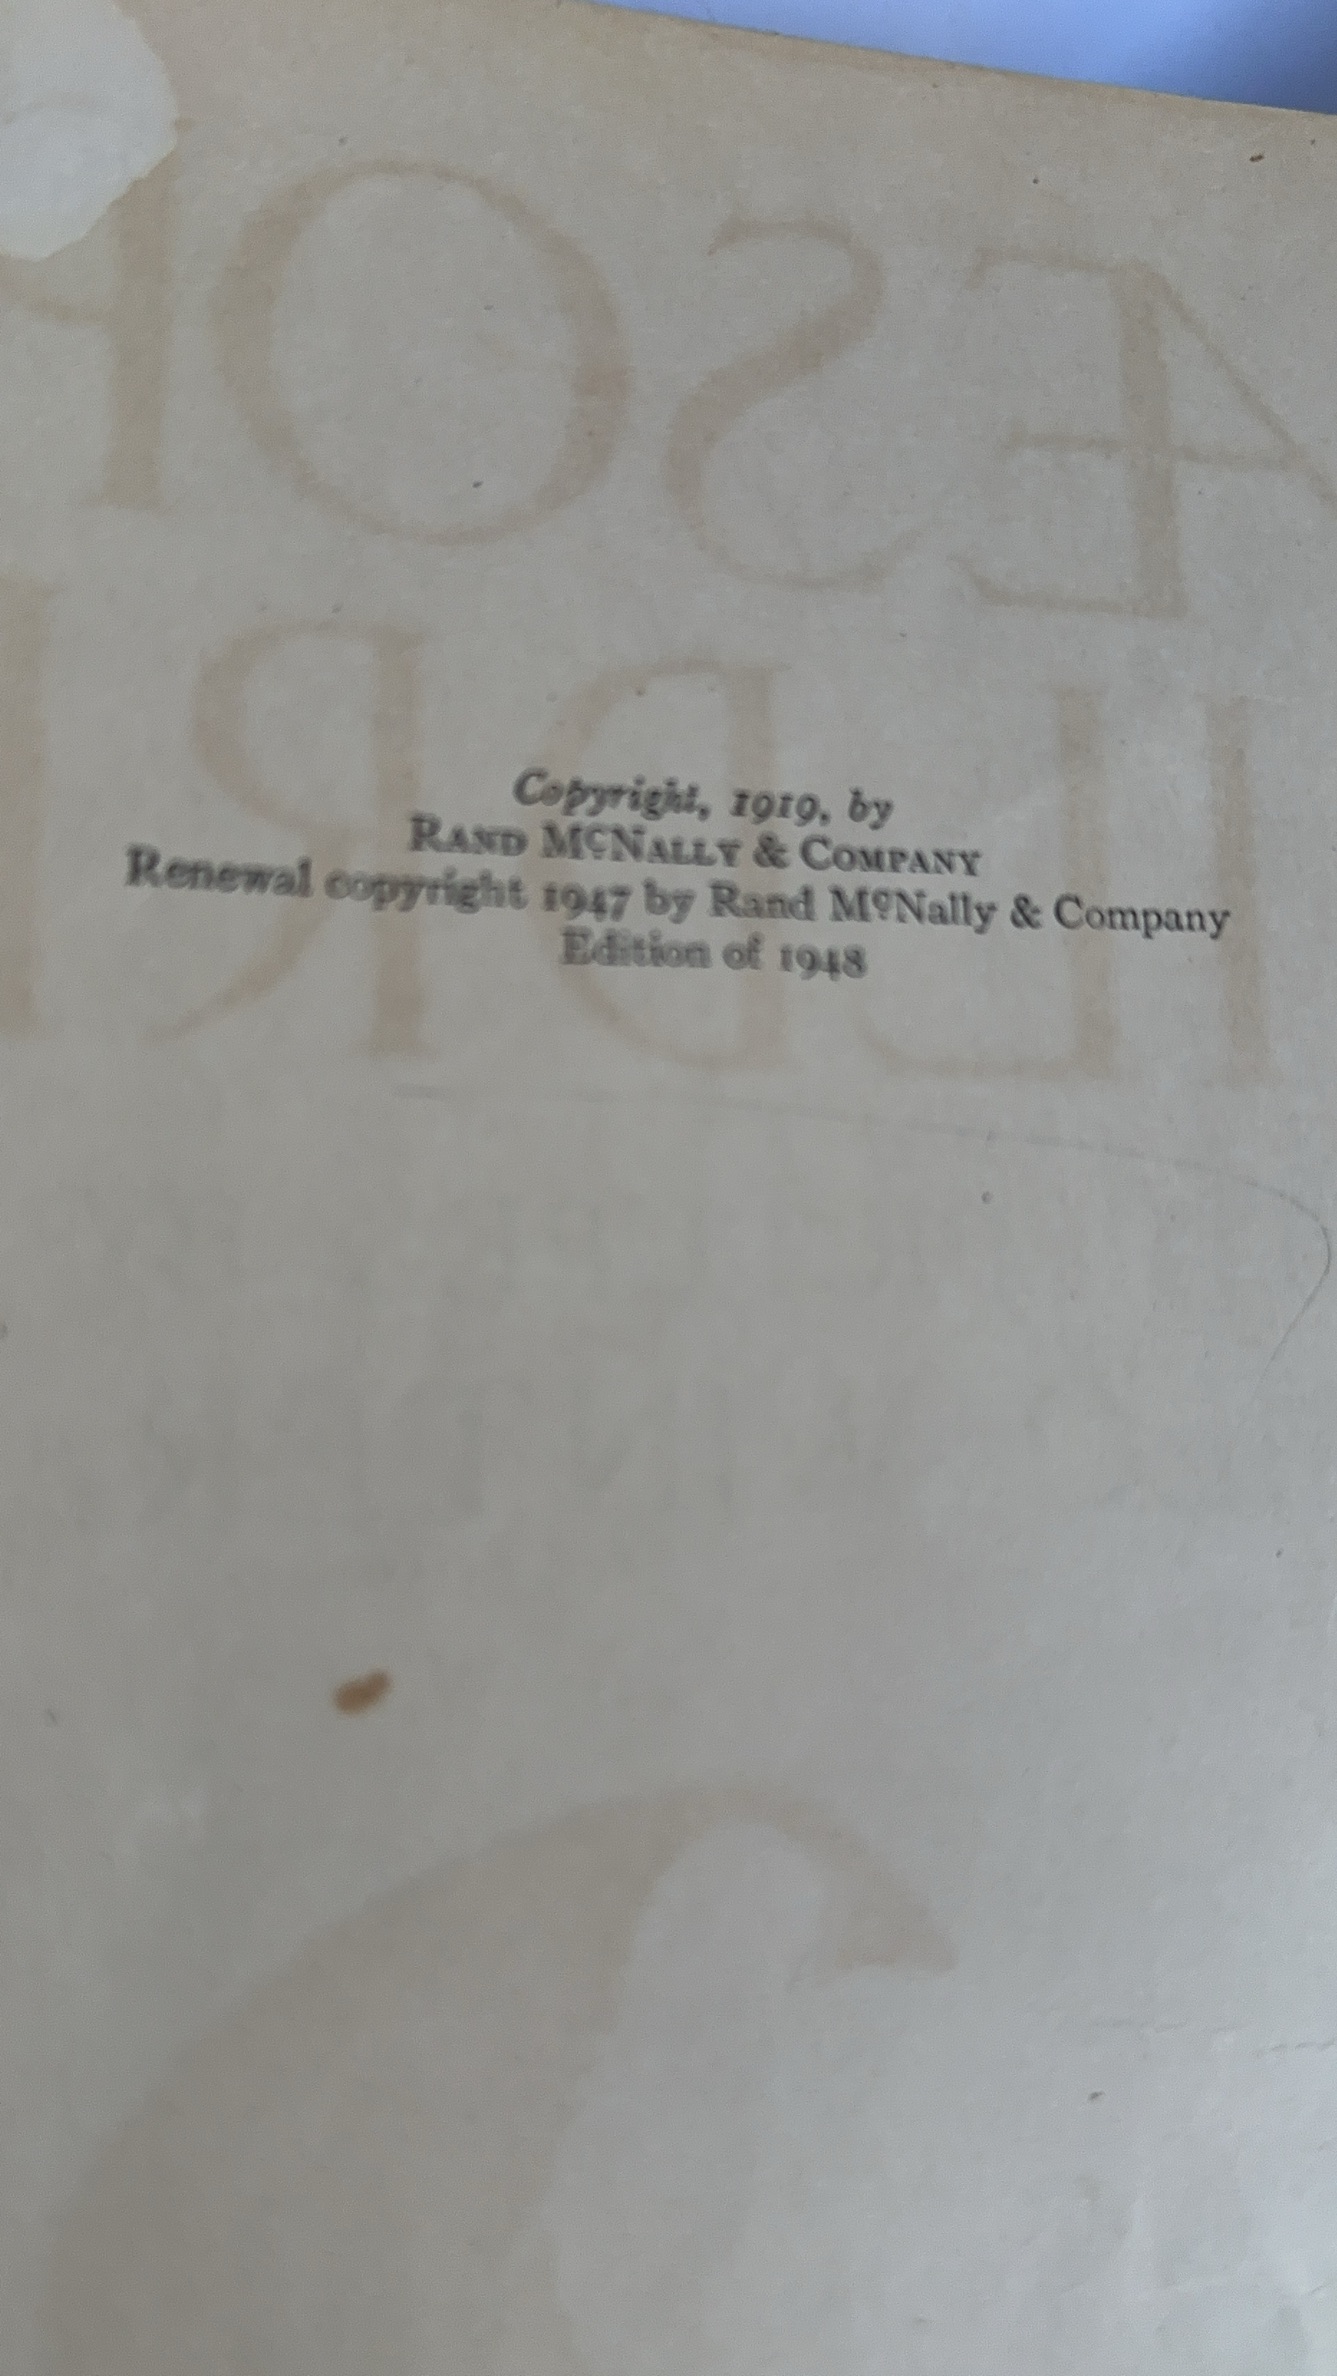 Copyright, 1919, by
RAND McNALLY & COMPANY
Renewal copyright 1947 by Rand McNally & Company
Edition of 1948